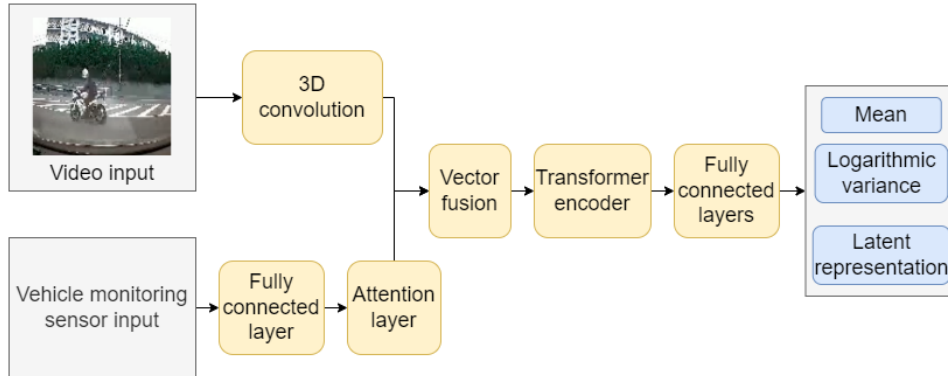 3D
convolution
Video input
Mean
Logarithmic
variance
Vector
fusion
Transformer
encoder
Fully
connected
layers
Latent
representation
Vehicle monitoring
sensor input
Fully
connected
layer
Attention
layer